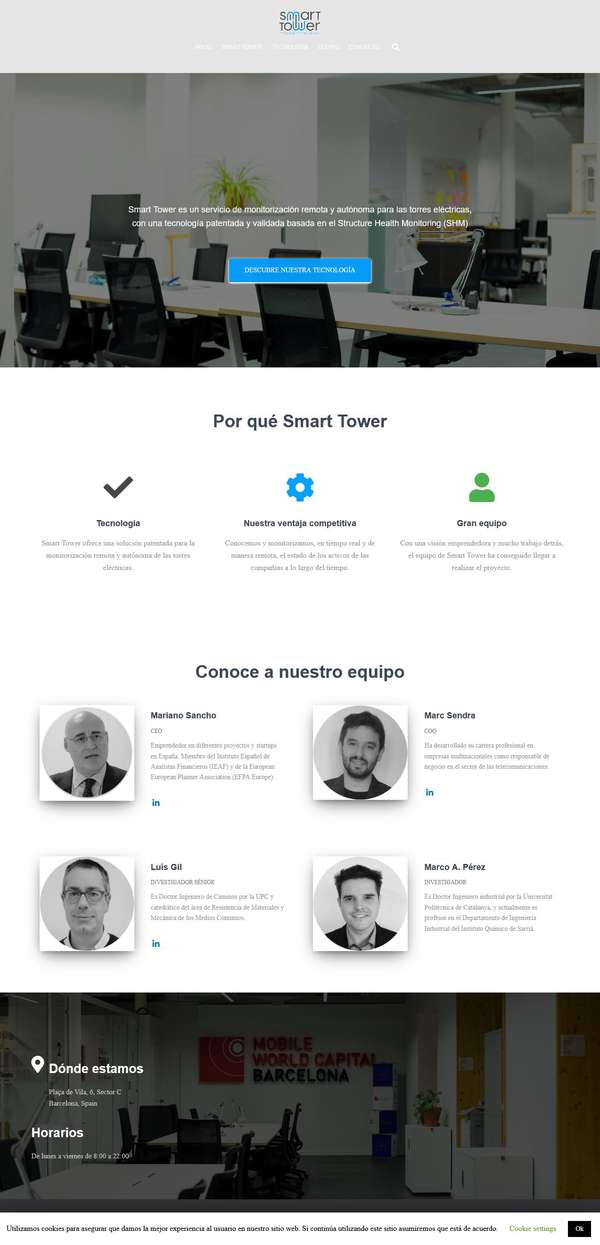 SMART
TOWER
INICIO SMART TOWER TECNOLOGÍA EQUIPO CONTACTO
Smart Tower es un servicio de monitorización remota y autónoma para las torres eléctricas,
con una tecnología patentada y validada basada en el Structure Health Monitoring (SHM)
DESCUBRE NUESTRA TECNOLOGÍA
Por qué Smart Tower
Tecnología
Smart Tower ofrece una solución patentada para la
monitorización remota y autónoma de las torres
eléctricas.
Nuestra ventaja competitiva
Conocemos y monitorizamos, en tiempo real y de
manera remota, el estado de los activos de las
compañías a lo largo del tiempo.
Gran equipo
Con una visión emprendedora y mucho trabajo detrás,
el equipo de Smart Tower ha conseguido llegar a
realizar el proyecto.
Conoce a nuestro equipo
Mariano Sancho
CEO
Emprendedor en diferentes proyectos y startups
en España. Miembro del Instituto Español de
Analistas Financieros (IEAF) y de la European
European Planner Association (EFPA Europe).
in
Marc Sendra
COO
Ha desarrollado su carrera profesional en
empresas multinacionales como responsable de
negocio en el sector de las telecomunicaciones.
in
Luis Gil
INVESTIGADOR SÉNIOR
Es Doctor Ingeniero de Caminos por la UPC y
catedrático del área de Resistencia de Materiales y
Mecánica de los Medios Continuos.
in
Marco A. Pérez
INVESTIGADOR
Es Doctor Ingeniero industrial por la Universitat
Politècnica de Catalunya, y actualmente es
profesor en el Departamento de Ingeniería
Industrial del Instituto Químico de Sarrià.
MOBILE
WORLD CAPITAL
BARCELONA
Dónde estamos
Plaça de Vila, 6, Sector C
Barcelona, Spain
Horarios
De lunes a viernes de 8:00 a 22:00
Utilizamos cookies para asegurar que damos la mejor experiencia al usuario en nuestro sitio web. Si continúa utilizando este sitio asumiremos que está de acuerdo. Cookie settings Ok